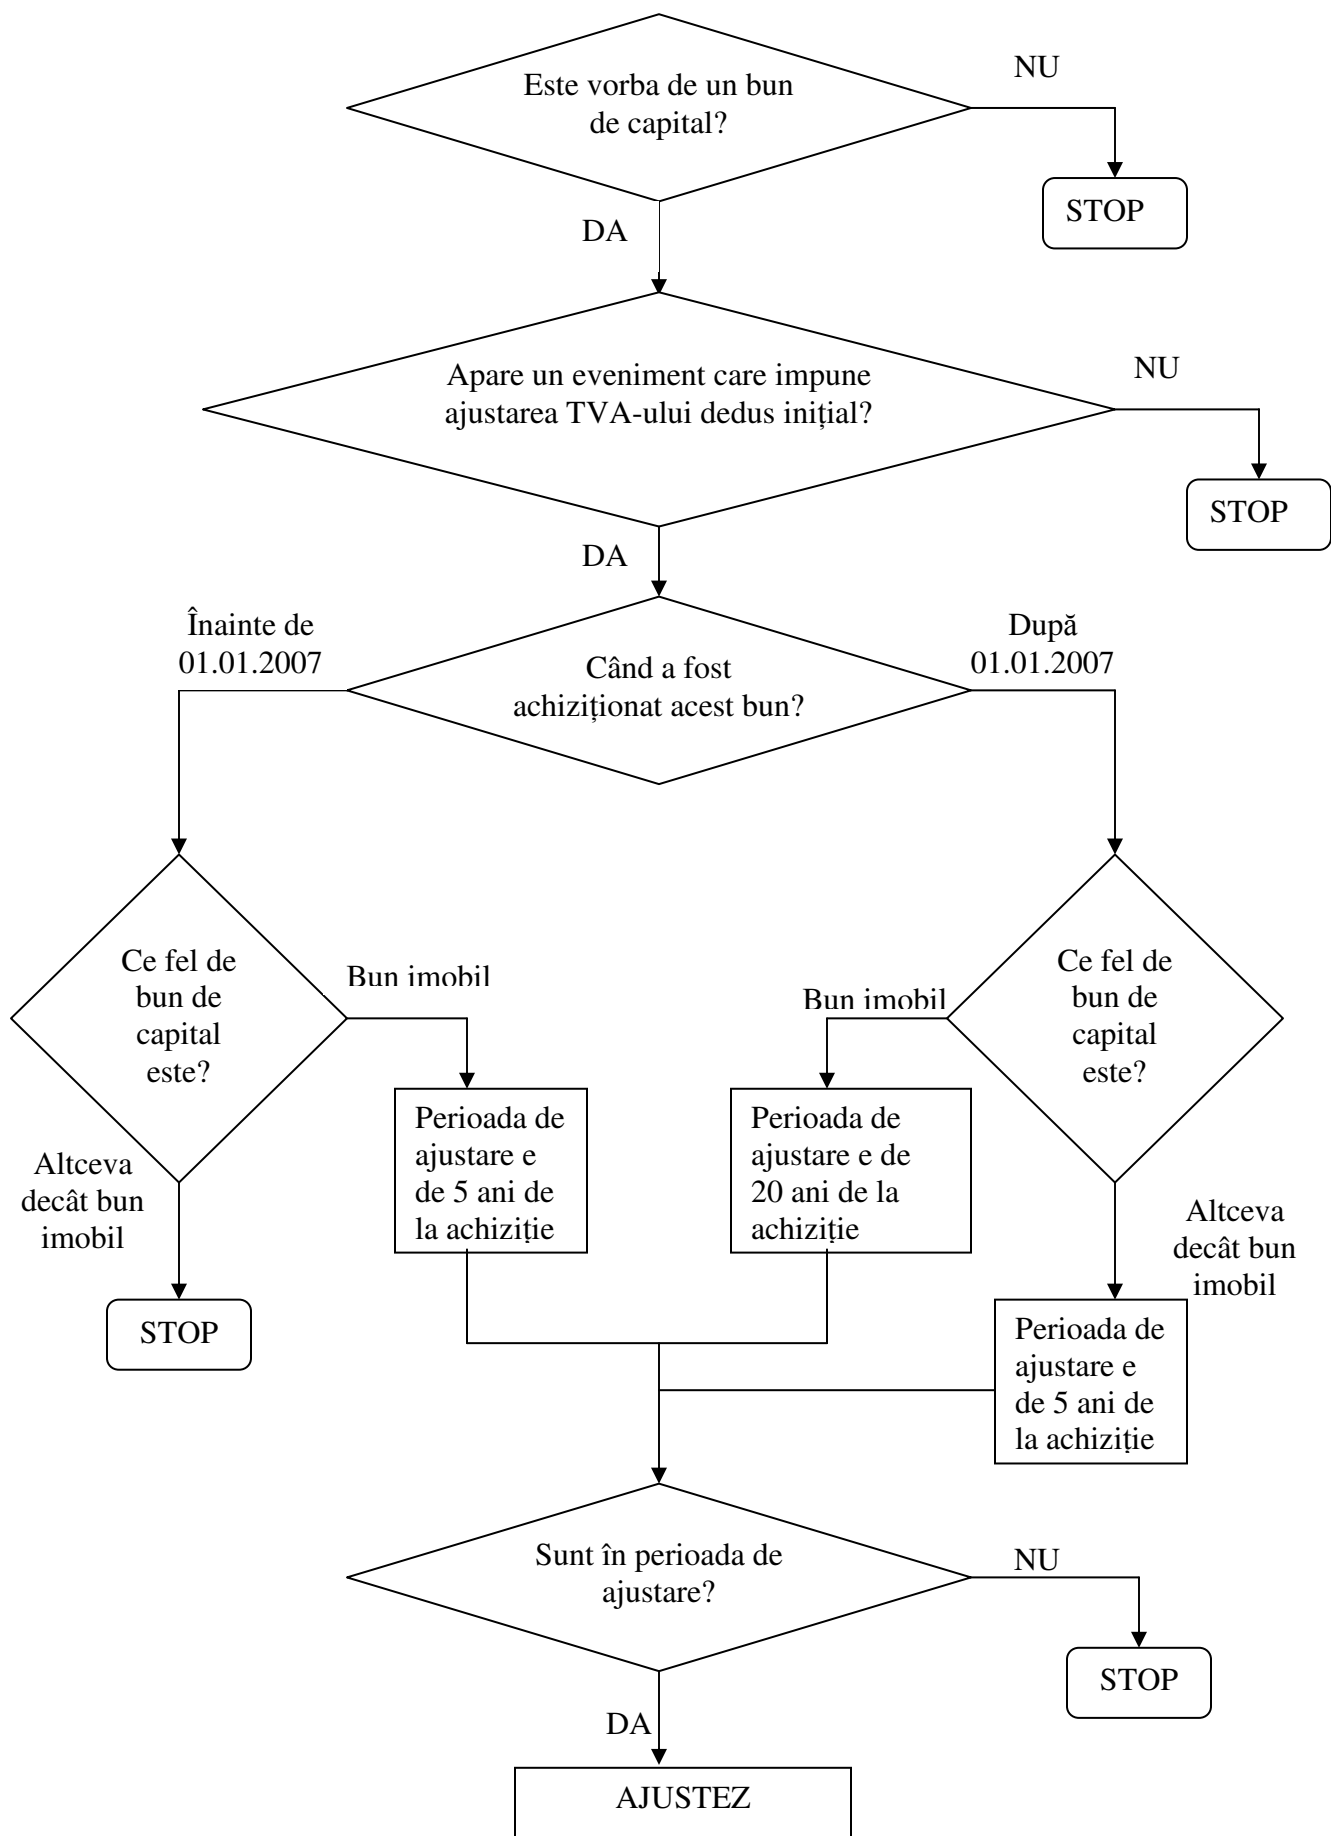 Este vorba de un bun
de capital?
NU
STOP
DA
Apare un eveniment care impune
ajustarea TVA-ului dedus inițial?
NU
STOP
DA
Înainte de
01.01.2007
Când a fost
achiziționat acest bun?
După
01.01.2007
Ce fel de
bun de
capital
este?
Bun imobil
Bun imobil
Ce fel de
bun de
capital
este?
Perioada de
ajustare e
de 5 ani de
la achiziție
Perioada de
ajustare e de
20 ani de la
achiziție
Altceva
decât bun
imobil
Altceva
decât bun
imobil
STOP
Perioada de
ajustare e
de 5 ani de
la achiziție
Sunt în perioada de
ajustare?
NU
STOP
DA
AJUSTEZ